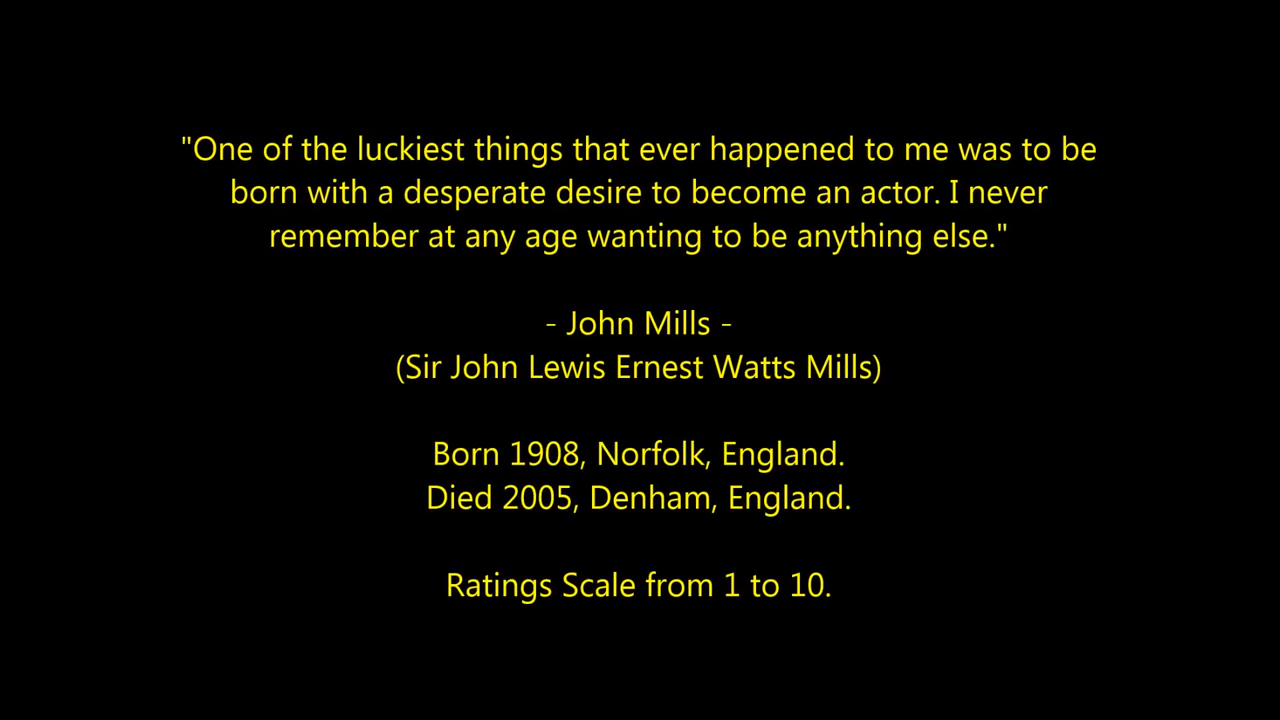 "One of the luckiest things that ever happened to me was to be
born with a desperate desire to become an actor. I never
remember at any age wanting to be anything else."
- John Mills -
(Sir John Lewis Ernest Watts Mills)
Born 1908, Norfolk, England.
Died 2005, Denham, England.
Ratings Scale from 1 to 10.